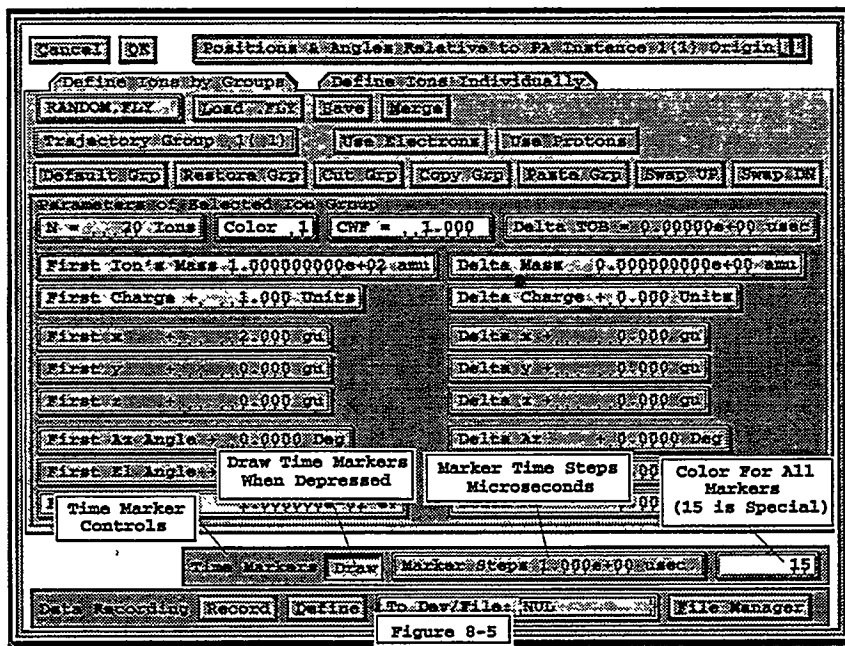 Cancel OK Positions & Angles Relative to PA Instance 1{1} Origin
Define Ions by Groups Define Ions Individually
RANDOM.FLY Load .FLY Save Merge
Trajectory Group 1{ 1} Use Electrons Use Protons
Default Grp Restore Grp Cut Grp Copy Grp Paste Grp Swap UP Swap DN
Parameters of Selected Ion Group
N = 20 Ions Color 1 CWF = 1.000 Delta TOB = 0.00000e+00 usec
First Ion's Mass 1.000000000e+02 amu Delta Mass 0.000000000e+00 amu
First Charge + 1.000 Units Delta Charge + 0.000 Units
First x + 2.000 gu Delta x + 0.000 gu
First y + 0.000 gu Delta y + 0.000 gu
First z + 0.000 gu Delta z + 0.000 gu
First Az Angle + 0.0000 Deg Delta Az + 0.0000 Deg
First El Angle +
Draw Time Markers
When Depressed
Marker Time Steps
Microseconds
Color For All
Markers
(15 is Special)
Time Marker
Controls
Time Markers Draw Marker Steps 1.000e+00 usec 15
Data Recording Record Define To Dev/File: NUL File Manager
Figure 8-5